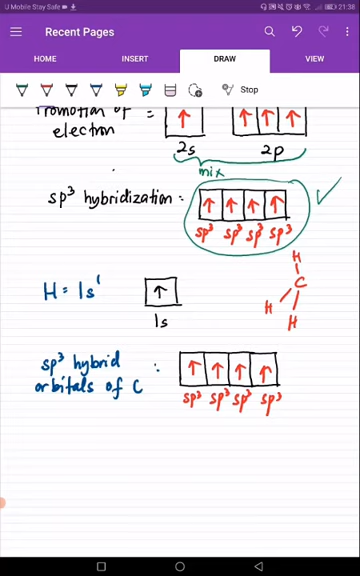 U Mobile Stay Safe
21:38
Recent Pages
HOME INSERT DRAW VIEW
Stop
Promotion of =
electron
2s 2p
mix
sp³ hybridization:
sp³ sp³ sp³ sp³
H
C
H
H
H = 1s¹
1s
sp³ hybrid :
orbitals of C
sp³ sp³ sp³ sp³